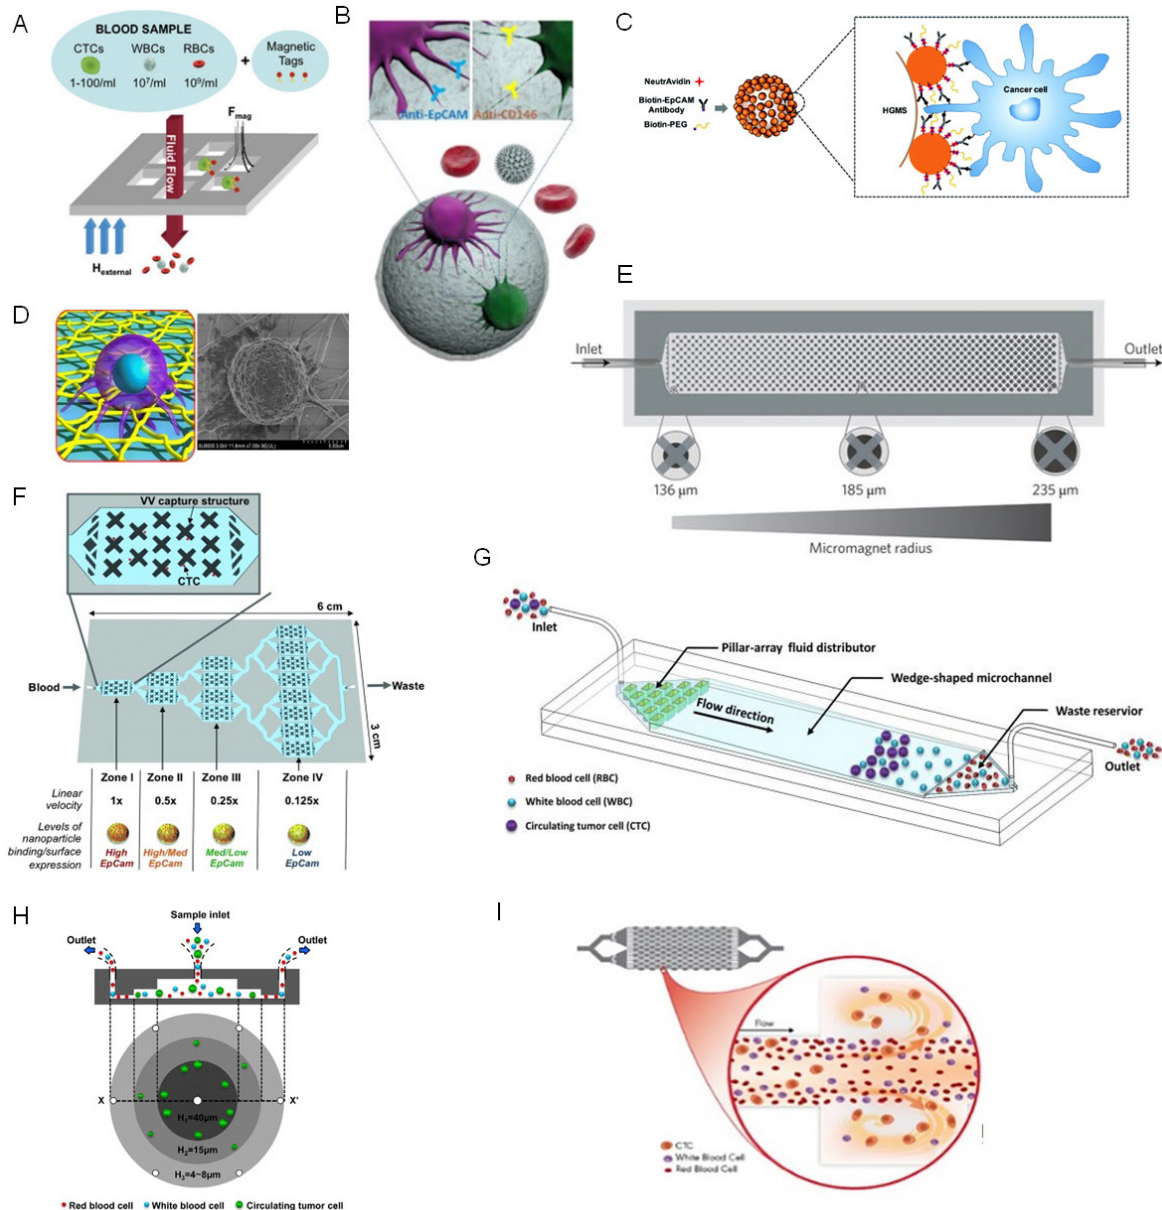 A
BLOOD SAMPLE
CTCs WBCs RBCs
1-100/ml 10⁷/ml 10⁹/ml
+
Magnetic
Tags
Fmag
Fluid Flow
Hexternal
B
Anti-EpCAM
Anti-CD146
C
NeutrAvidin
Biotin-EpCAM
Antibody
Biotin-PEG
HGMS
Cancer cell
D
E
Inlet
Outlet
136 µm
185 µm
235 µm
Micromagnet radius
F
VV capture structure
CTC
6 cm
3 cm
Blood
Waste
Zone I Zone II Zone III Zone IV
Linear
velocity
1x 0.5x 0.25x 0.125x
Levels of
nanoparticle
binding/surface
expression
High
EpCam
High/Med
EpCam
Med/Low
EpCam
Low
EpCam
G
Inlet
Pillar-array fluid distributor
Wedge-shaped microchannel
Flow direction
Waste reservior
Outlet
Red blood cell (RBC)
White blood cell (WBC)
Circulating tumor cell (CTC)
H
Sample inlet
Outlet
Outlet
X
X'
H₁=40µm
H₂=15µm
H₃=4~8µm
Red blood cell White blood cell Circulating tumor cell
I
Flow
CTC
White Blood Cell
Red Blood Cell